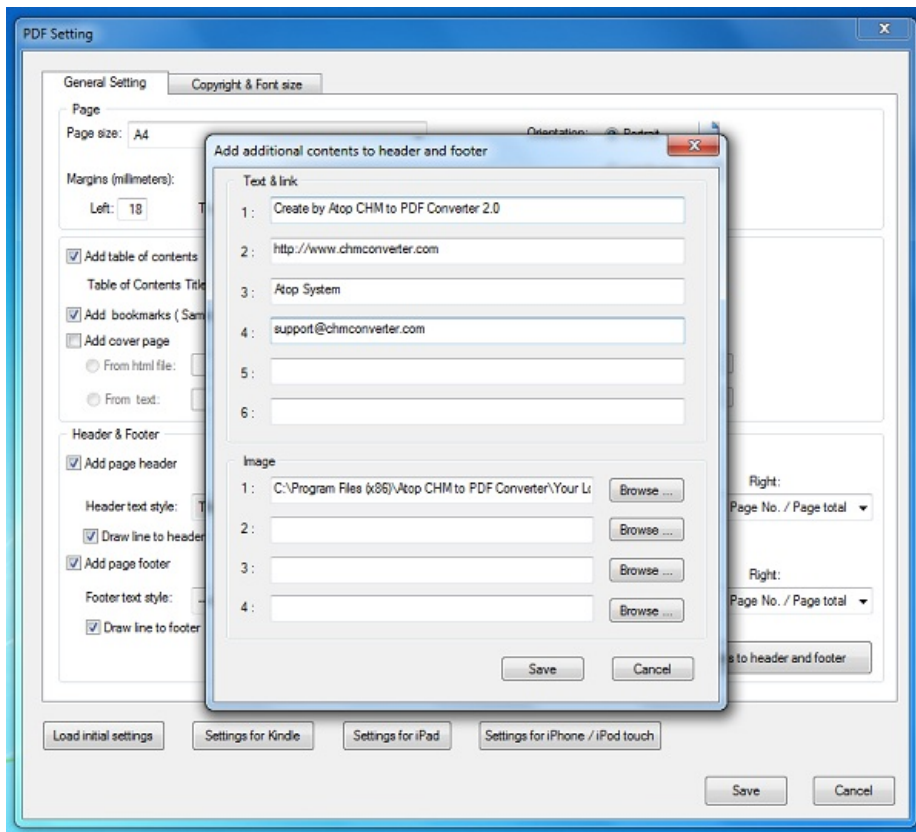 PDF Setting
General Setting
Copyright & Font size
Page
Page size: A4
Orientation: Portrait
Margins (millimeters):
Left: 18
Add table of contents
Table of Contents Title
Add bookmarks ( Sam
Add cover page
From html file:
From text:
Header & Footer
Add page header
Header text style:
Draw line to header
Add page footer
Footer text style:
Draw line to footer
Right:
Page No. / Page total
Right:
Page No. / Page total
s to header and footer
Add additional contents to header and footer
Text & link
1 : Create by Atop CHM to PDF Converter 2.0
2 : http://www.chmconverter.com
3 : Atop System
4 : support@chmconverter.com
5 :
6 :
Image
1 : C:\Program Files (x86)\Atop CHM to PDF Converter\Your Lo Browse ...
2 : Browse ...
3 : Browse ...
4 : Browse ...
Save Cancel
Load initial settings
Settings for Kindle
Settings for iPad
Settings for iPhone / iPod touch
Save Cancel